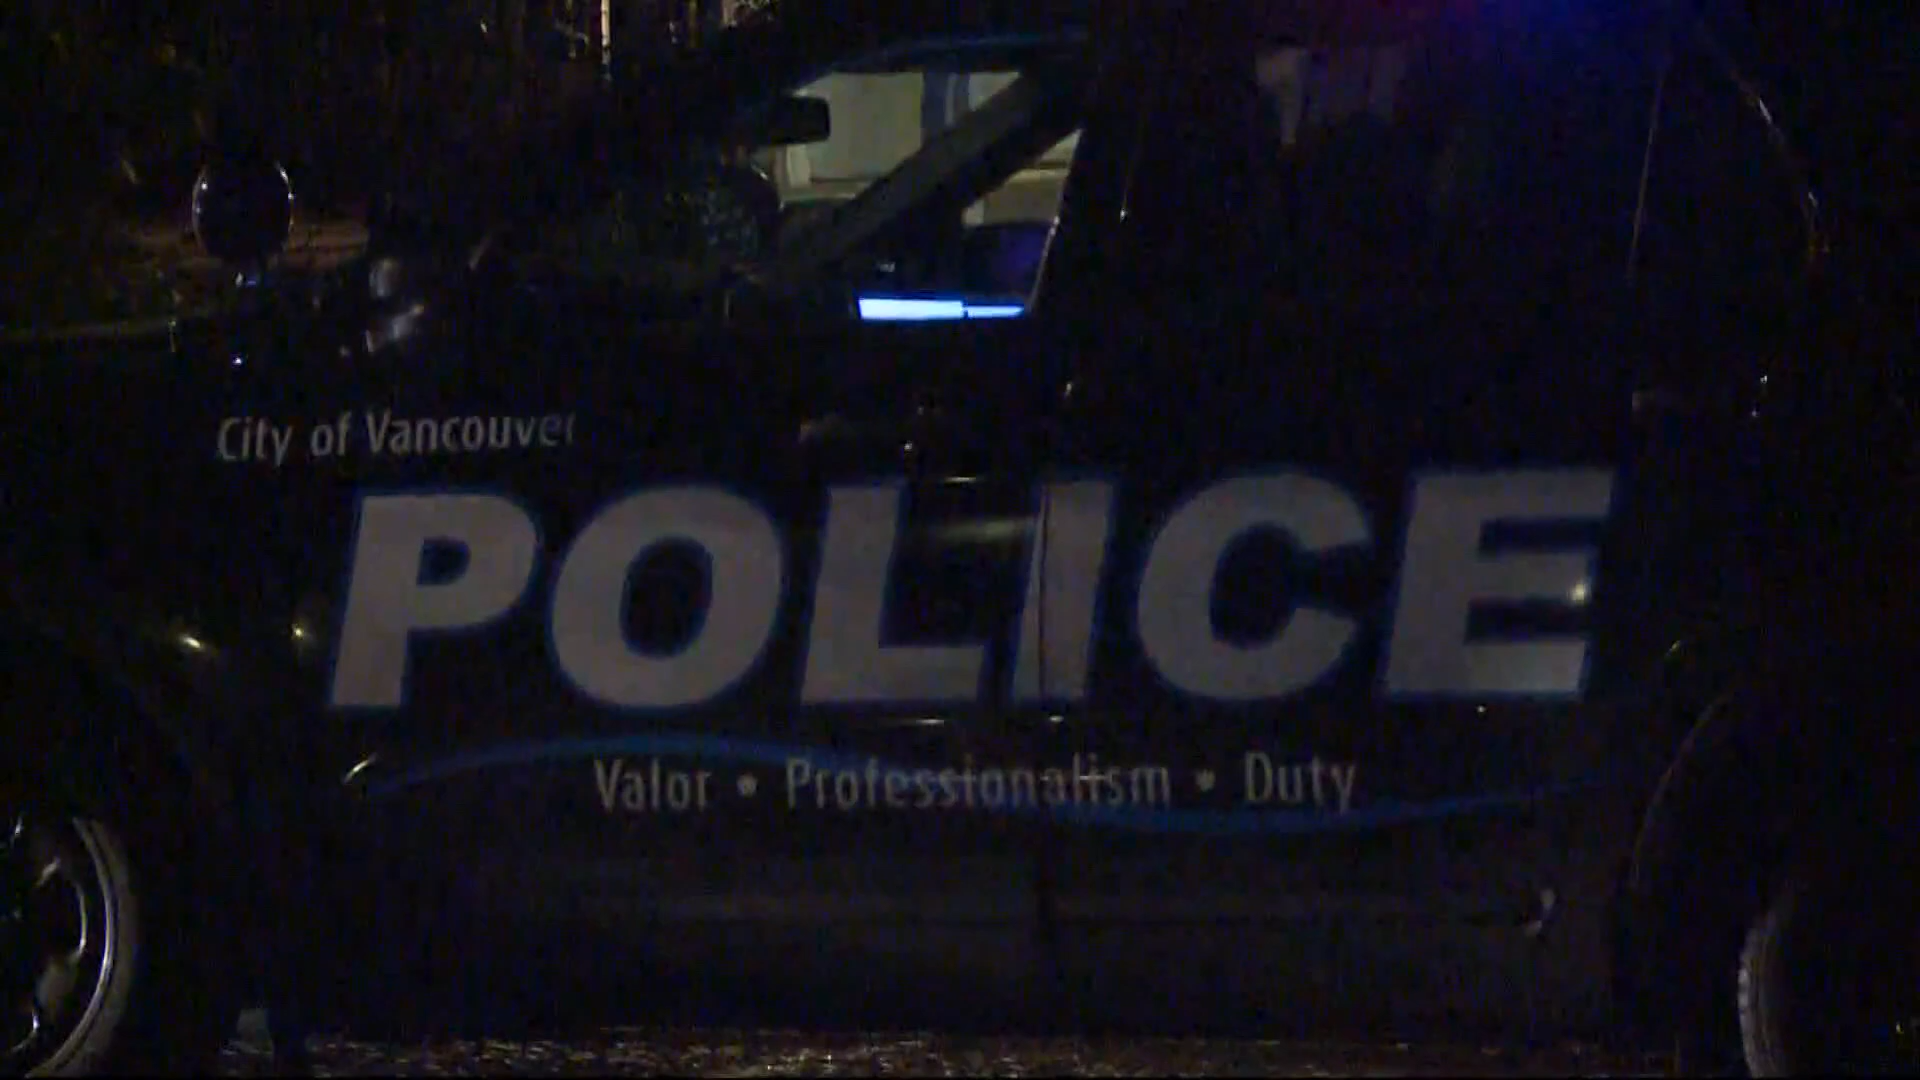 City of Vancouver
POLICE
Valor • Professionalism • Duty